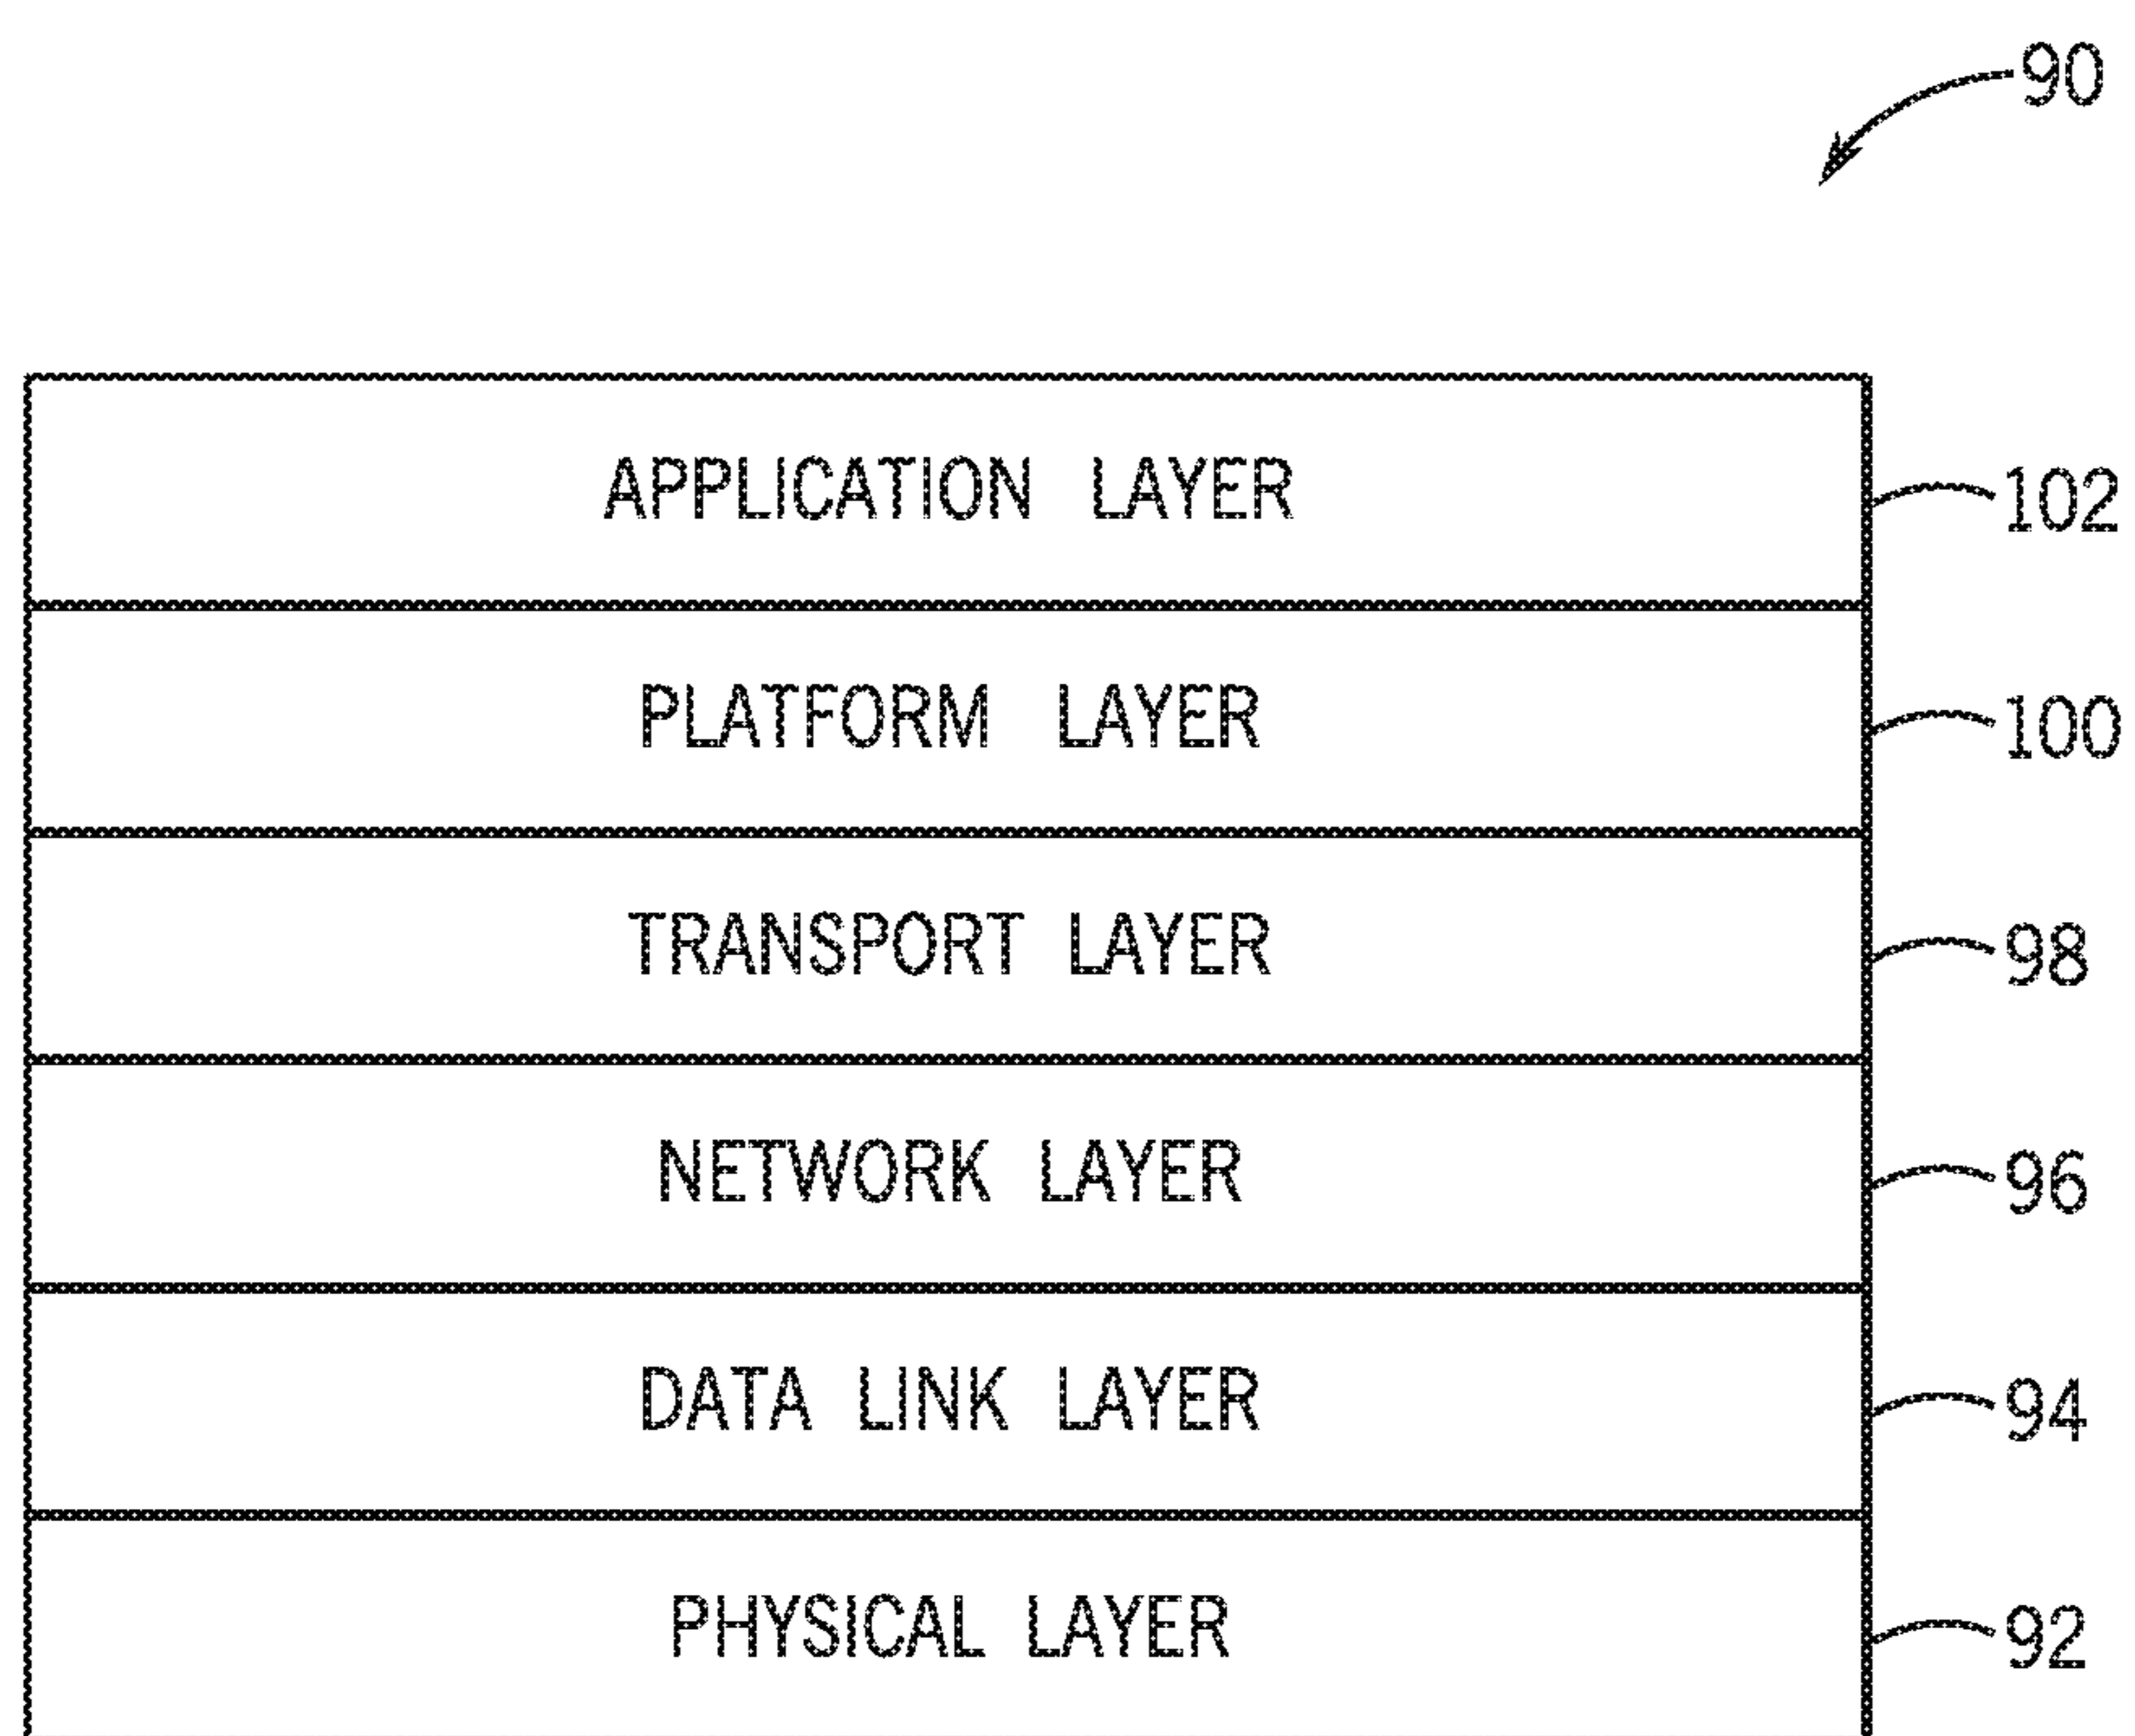 90
APPLICATION LAYER 102
PLATFORM LAYER 100
TRANSPORT LAYER 98
NETWORK LAYER 96
DATA LINK LAYER 94
PHYSICAL LAYER 92